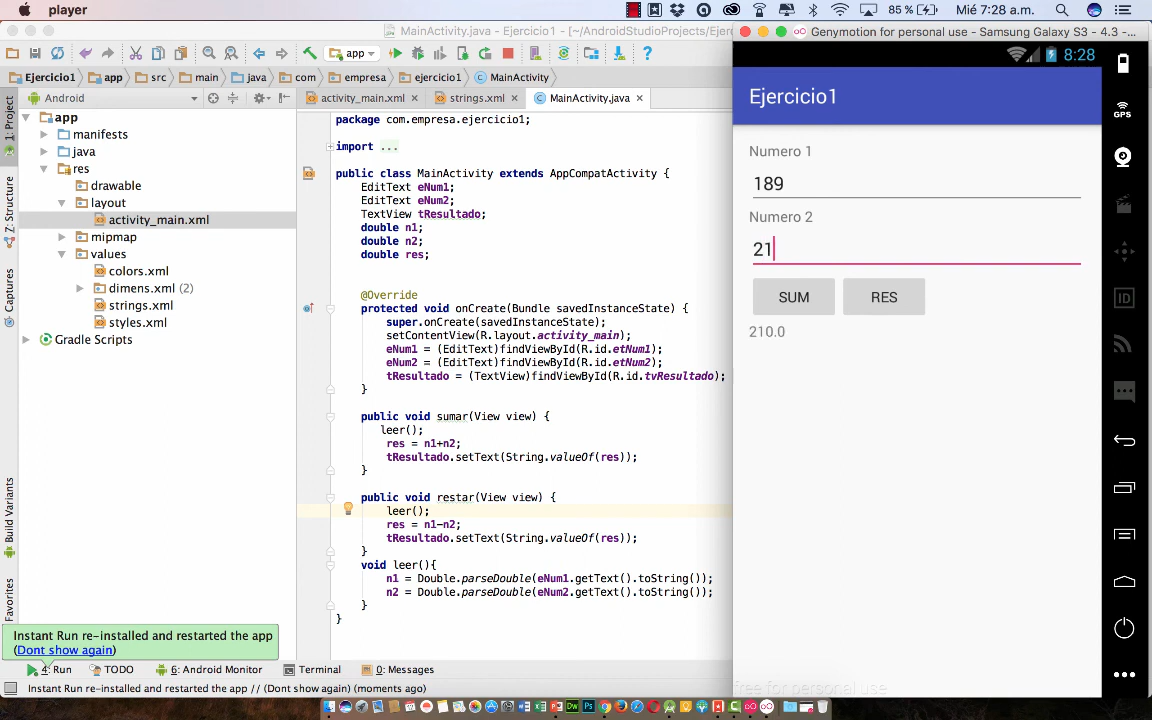 player
85 %
Mié 7:28 a.m.
MainActivity.java - Ejercicio1 - [~/AndroidStudioProjects/Ejer
Genymotion for personal use - Samsung Galaxy S3 - 4.3 -...
app
Ejercicio1
app
src
main
java
com
empresa
ejercicio1
MainActivity
Android
activity_main.xml
strings.xml
MainActivity.java
1: Project
Z: Structure
Captures
Build Variants
Favorites
app
manifests
java
res
drawable
layout
activity_main.xml
mipmap
values
colors.xml
dimens.xml (2)
strings.xml
styles.xml
Gradle Scripts
package com.empresa.ejercicio1;
import ...
public class MainActivity extends AppCompatActivity {
EditText eNum1;
EditText eNum2;
TextView tResultado;
double n1;
double n2;
double res;
@Override
protected void onCreate(Bundle savedInstanceState) {
super.onCreate(savedInstanceState);
setContentView(R.layout.activity_main);
eNum1 = (EditText)findViewById(R.id.etNum1);
eNum2 = (EditText)findViewById(R.id.etNum2);
tResultado = (TextView)findViewById(R.id.tvResultado);
}
public void sumar(View view) {
leer();
res = n1+n2;
tResultado.setText(String.valueOf(res));
}
public void restar(View view) {
leer();
res = n1-n2;
tResultado.setText(String.valueOf(res));
}
void leer(){
n1 = Double.parseDouble(eNum1.getText().toString());
n2 = Double.parseDouble(eNum2.getText().toString());
}
}
8:28
Ejercicio1
Numero 1
189
Numero 2
21
SUM
RES
210.0
GPS
ID
free for personal use
Instant Run re-installed and restarted the app
(Dont show again)
4: Run
TODO
6: Android Monitor
Terminal
0: Messages
Instant Run re-installed and restarted the app // (Dont show again) (moments ago)
Dw
Ps